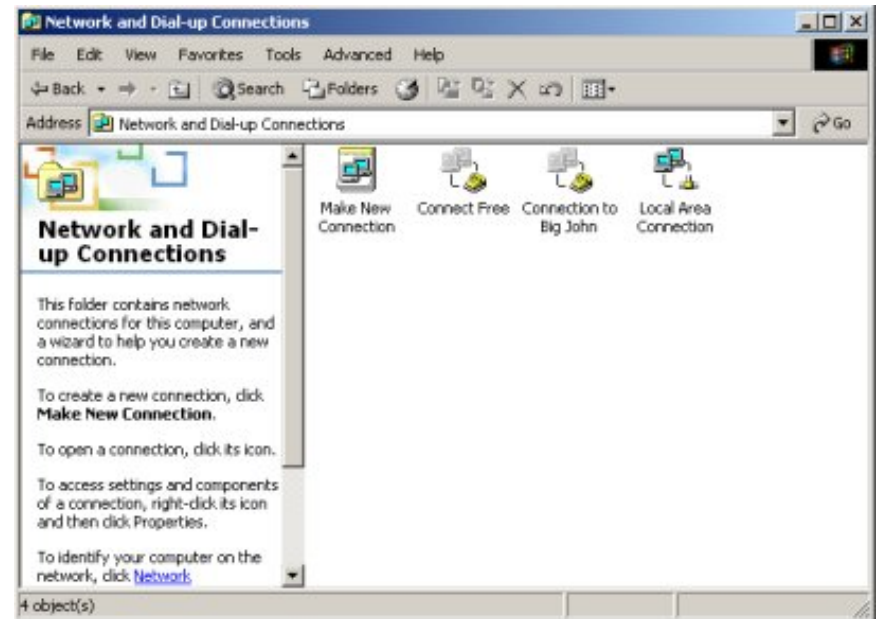 Network and Dial-up Connections
File Edit View Favorites Tools Advanced Help
Back Search Folders
Address Network and Dial-up Connections Go
Network and Dial-
up Connections
This folder contains network
connections for this computer, and
a wizard to help you create a new
connection.
To create a new connection, click
Make New Connection.
To open a connection, click its icon.
To access settings and components
of a connection, right-click its icon
and then click Properties.
To identify your computer on the
network, click Network
Make New
Connection
Connect Free
Connection to
Big John
Local Area
Connection
4 object(s)